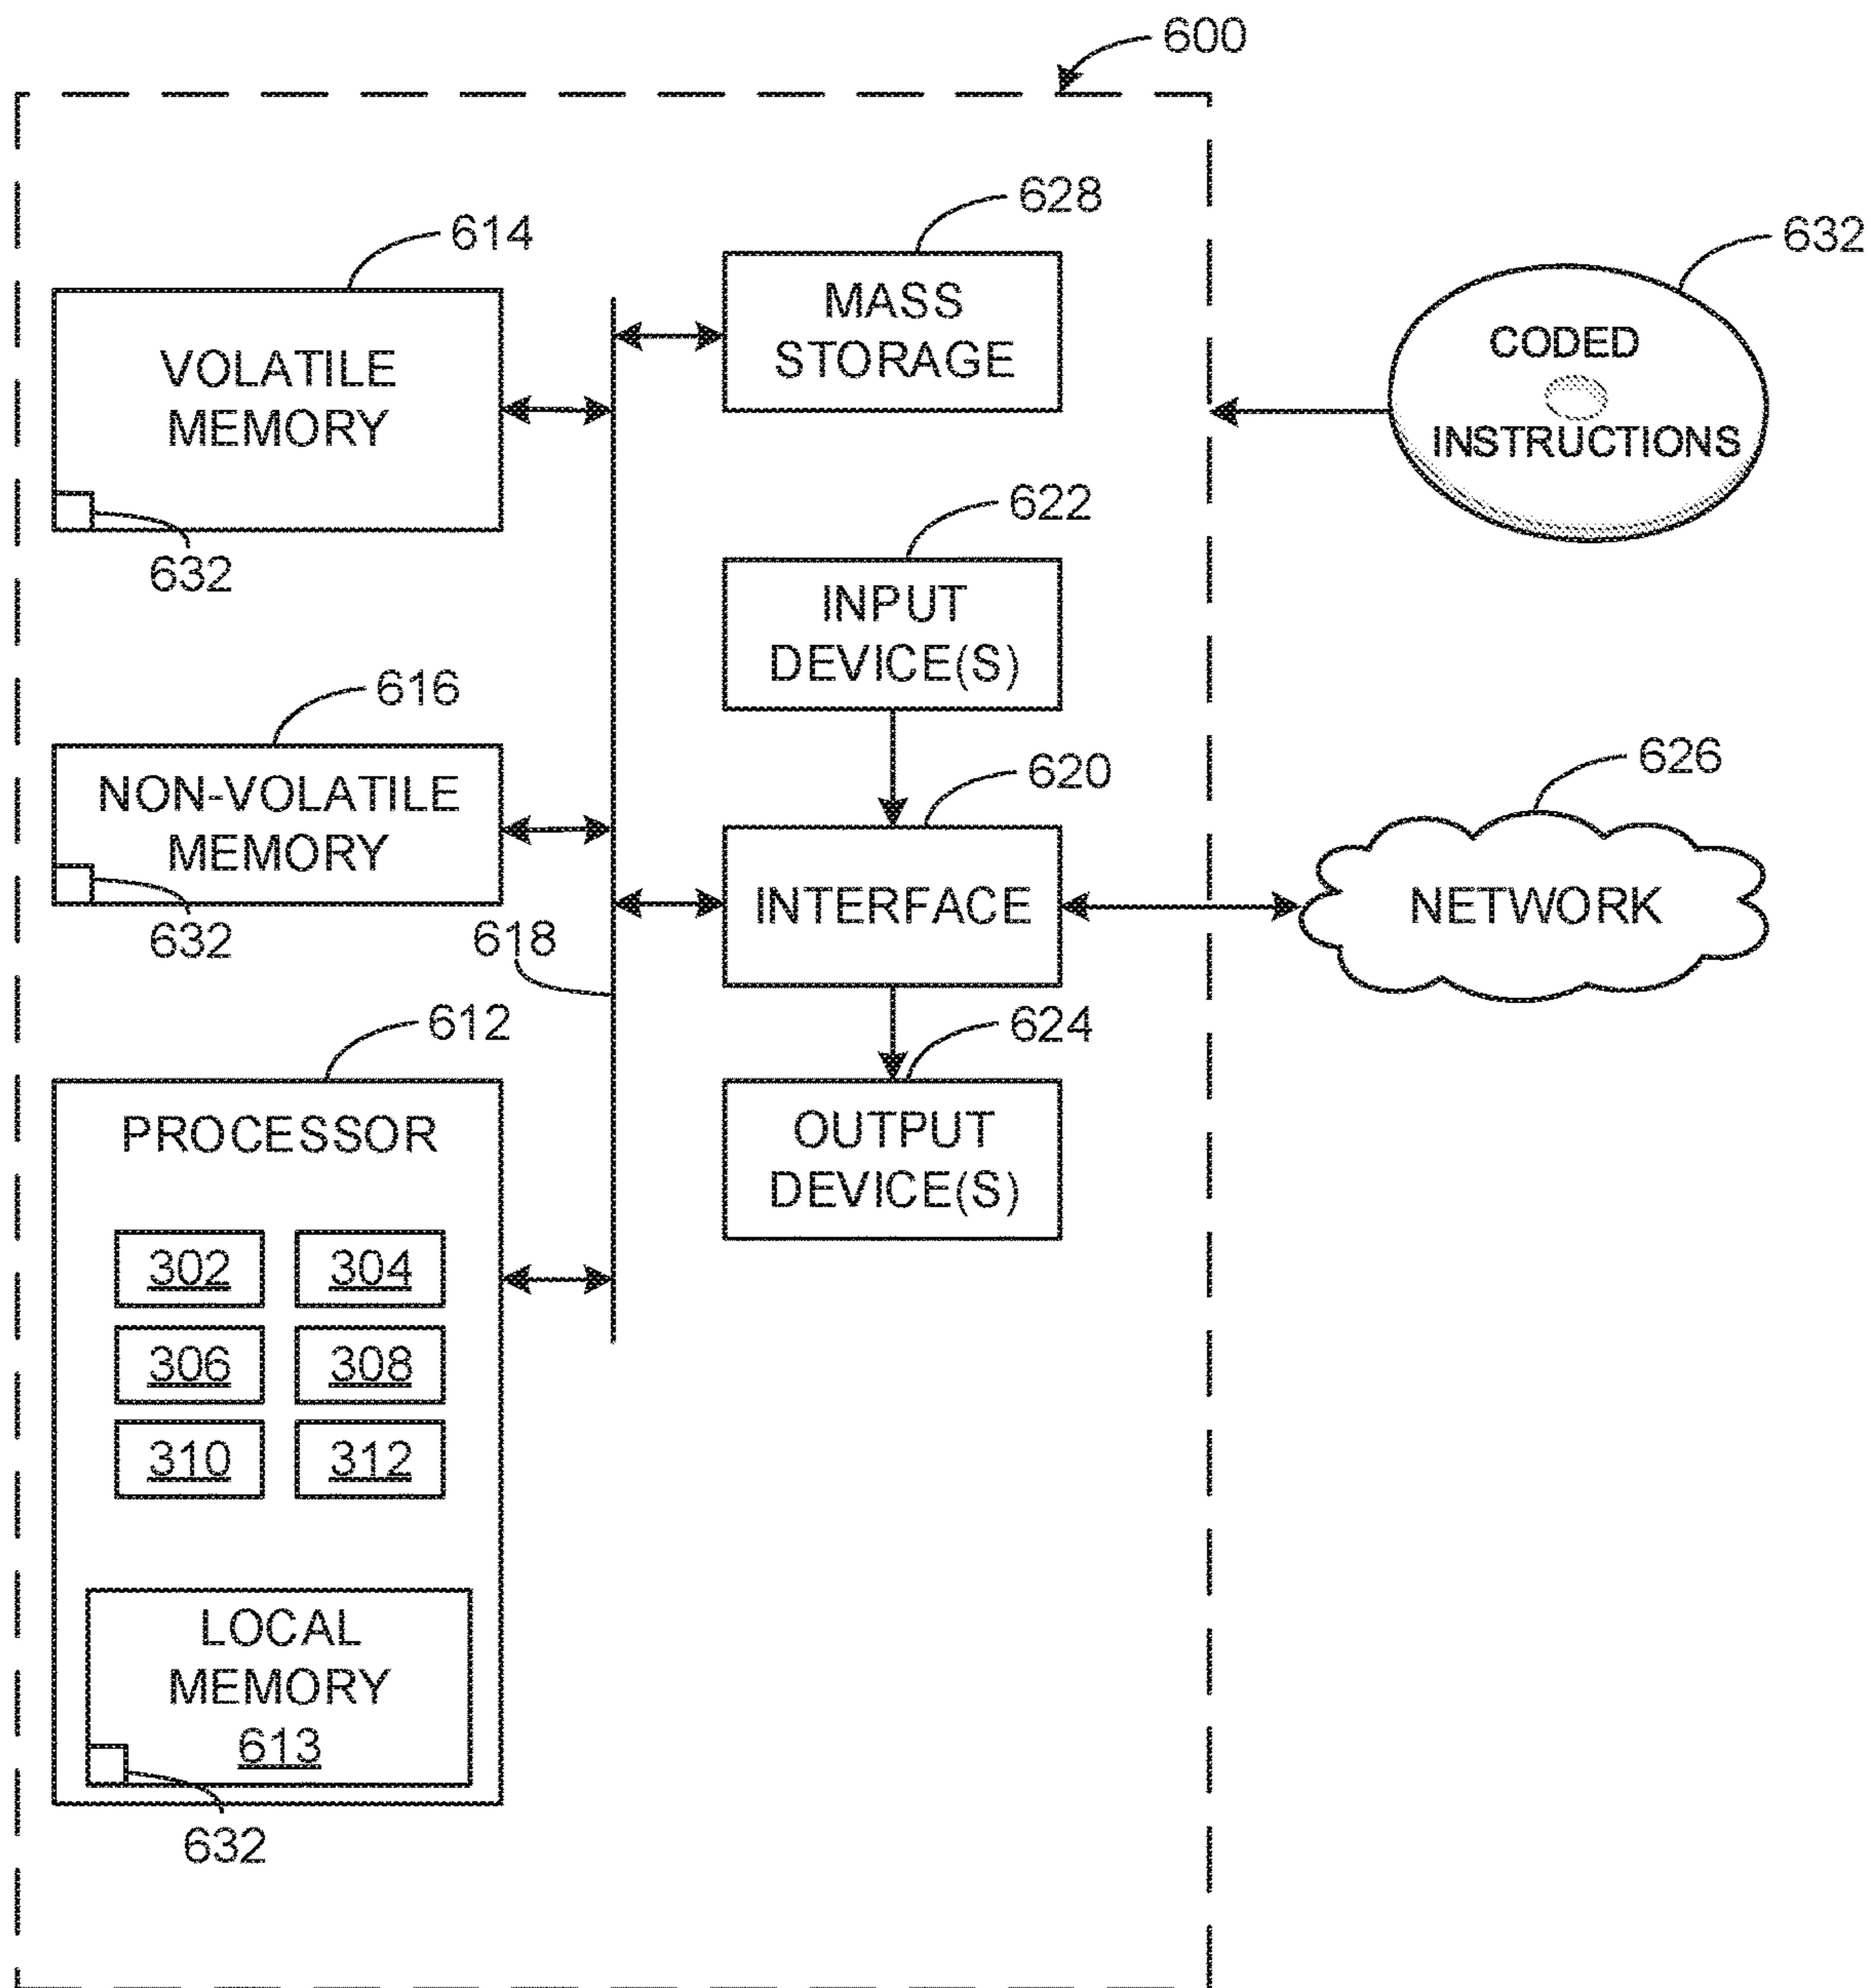 600
628
632
614
MASS
STORAGE
CODED
INSTRUCTIONS
VOLATILE
MEMORY
632
622
INPUT
DEVICE(S)
616
620
626
NON-VOLATILE
MEMORY
632
618
INTERFACE
NETWORK
612
624
PROCESSOR
OUTPUT
DEVICE(S)
302 304
306 308
310 312
LOCAL
MEMORY
613
632